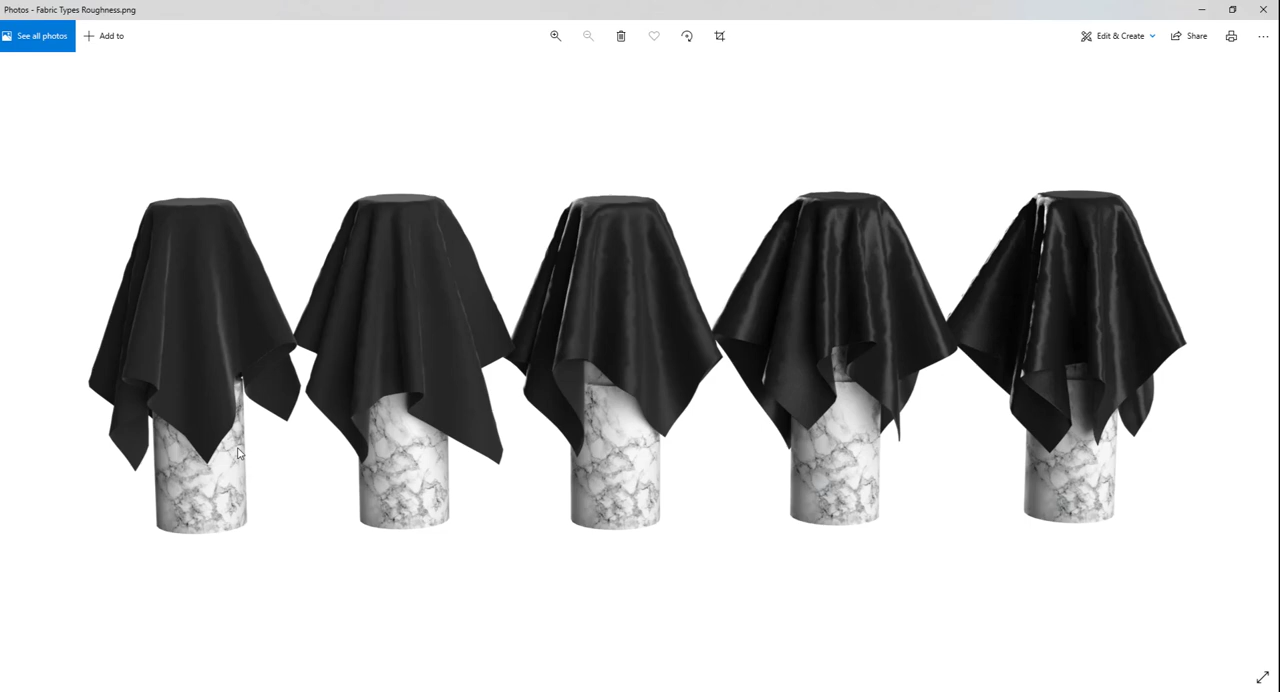 Photos - Fabric Types Roughness.png
See all photos
Add to
Edit & Create
Share